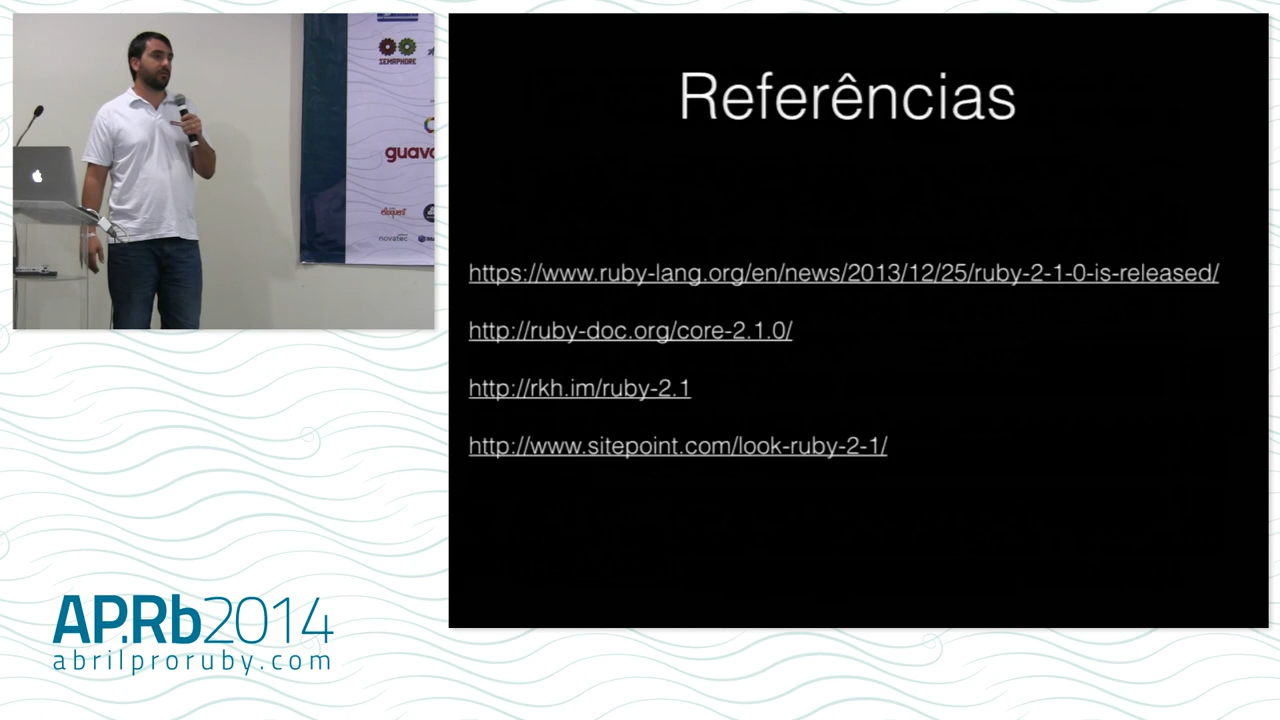 SEMAPHORE
novatec
Referências
https://www.ruby-lang.org/en/news/2013/12/25/ruby-2-1-0-is-released/
http://ruby-doc.org/core-2.1.0/
http://rkh.im/ruby-2.1
http://www.sitepoint.com/look-ruby-2-1/
AP.Rb2014
abrilproruby.com